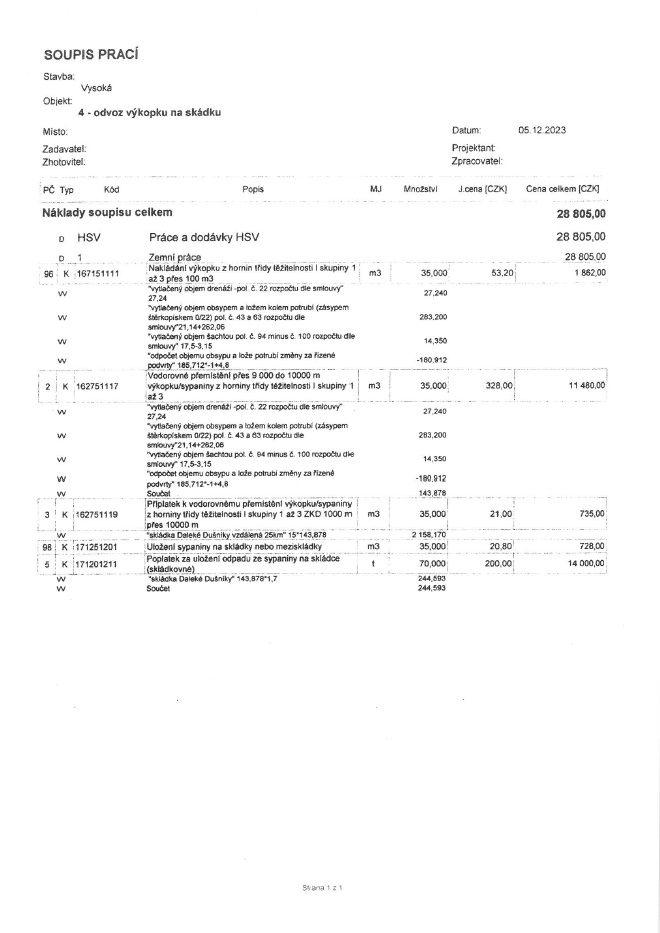 SOUPIS PRACÍ
Stavba:
Vysoká
Objekt:
4 - odvoz výkopku na skádku
Místo: Datum: 05.12.2023
Zadavatel: Projektant:
Zhotovitel: Zpracovatel:
PČ Typ Kód Popis MJ Množství J.cena [CZK] Cena celkem [CZK]
Náklady soupisu celkem 28 805,00
D HSV Práce a dodávky HSV 28 805,00
D 1 Zemní práce 28 805,00
96 K 167151111 Nakládání výkopku z hornin třídy těžitelnosti I skupiny 1 m3 35,000 53,20 1 862,00
až 3 přes 100 m3
VV "vytlačený objem drenáží -pol. č. 22 rozpočtu dle smlouvy" 27,240
27,24
"vytlačený objem obsypem a ložem kolem potrubí (zásypem
VV štěrkopískem 0/22) pol. č. 43 a 63 rozpočtu dle 283,200
smlouvy"21,14+262,06
VV "vytlačený objem šachtou pol. č. 94 minus č. 100 rozpočtu dle 14,350
smlouvy" 17,5-3,15
VV "odpočet objemu obsypu a lože potrubí změny za řízené -180,912
podvrty" 185,712*-1+4,8
Vodorovné přemístění přes 9 000 do 10000 m
2 K 162751117 výkopku/sypaniny z horniny třídy těžitelnosti I skupiny 1 m3 35,000 328,00 11 480,00
až 3
VV "vytlačený objem drenáží -pol. č. 22 rozpočtu dle smlouvy" 27,240
27,24
"vytlačený objem obsypem a ložem kolem potrubí (zásypem
VV štěrkopískem 0/22) pol. č. 43 a 63 rozpočtu dle 283,200
smlouvy"21,14+262,06
VV "vytlačený objem šachtou pol. č. 94 minus č. 100 rozpočtu dle 14,350
smlouvy" 17,5-3,15
VV "odpočet objemu obsypu a lože potrubí změny za řízené -180,912
podvrty" 185,712*-1+4,8
VV Součet 143,878
Příplatek k vodorovnému přemístění výkopku/sypaniny
3 K 162751119 z horniny třídy těžitelnosti I skupiny 1 až 3 ZKD 1000 m m3 35,000 21,00 735,00
přes 10000 m
VV "skládka Daleké Dušníky vzdálená 25km" 15*143,878 2 158,170
98 K 171251201 Uložení sypaniny na skládky nebo meziskládky m3 35,000 20,80 728,00
5 K 171201211 Poplatek za uložení odpadu ze sypaniny na skládce t 70,000 200,00 14 000,00
(skládkovné)
VV "skládka Daleké Dušníky" 143,878*1,7 244,593
VV Součet 244,593
Strana 1 z 1